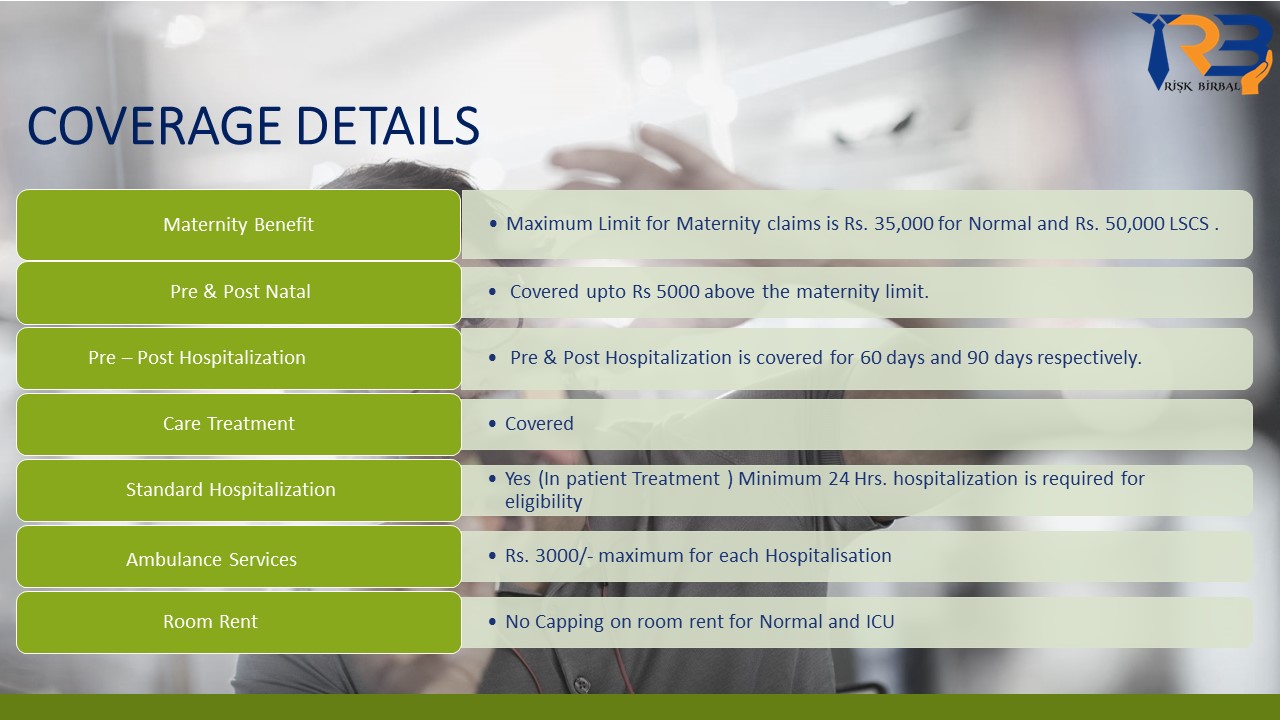 RB
RİŞK BİRBAL
COVERAGE DETAILS
Maternity Benefit
• Maximum Limit for Maternity claims is Rs. 35,000 for Normal and Rs. 50,000 LSCS .
Pre & Post Natal
• Covered upto Rs 5000 above the maternity limit.
Pre – Post Hospitalization
• Pre & Post Hospitalization is covered for 60 days and 90 days respectively.
Care Treatment
• Covered
Standard Hospitalization
• Yes (In patient Treatment ) Minimum 24 Hrs. hospitalization is required for
eligibility
Ambulance Services
• Rs. 3000/- maximum for each Hospitalisation
Room Rent
• No Capping on room rent for Normal and ICU